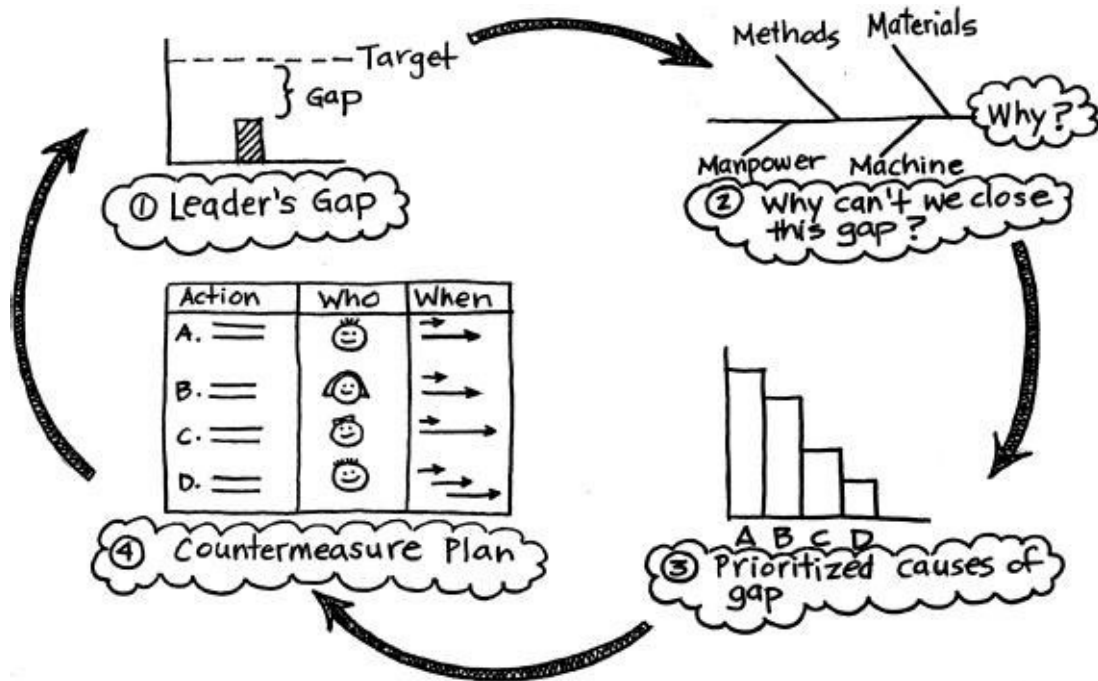 Target
Gap
① Leader's Gap
Methods
Materials
Why?
Manpower
Machine
② Why can't we close
this gap?
A B C D
③ Prioritized causes of
gap
Action Who When
A.
B.
C.
D.
④ Countermeasure Plan